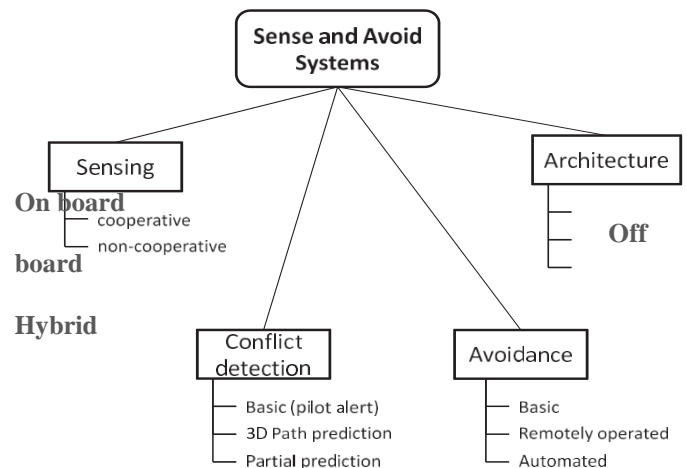 Sense and Avoid
Systems
Sensing
Architecture
On board
cooperative
Off
non-cooperative
board
Hybrid
Conflict
detection
Avoidance
Basic (pilot alert)
3D Path prediction
Partial prediction
Basic
Remotely operated
Automated